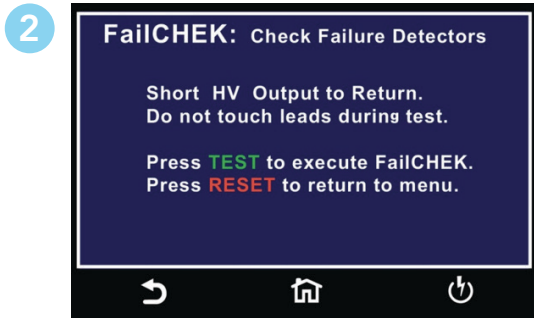 2
FailCHEK: Check Failure Detectors
Short HV Output to Return.
Do not touch leads during test.
Press TEST to execute FailCHEK.
Press RESET to return to menu.